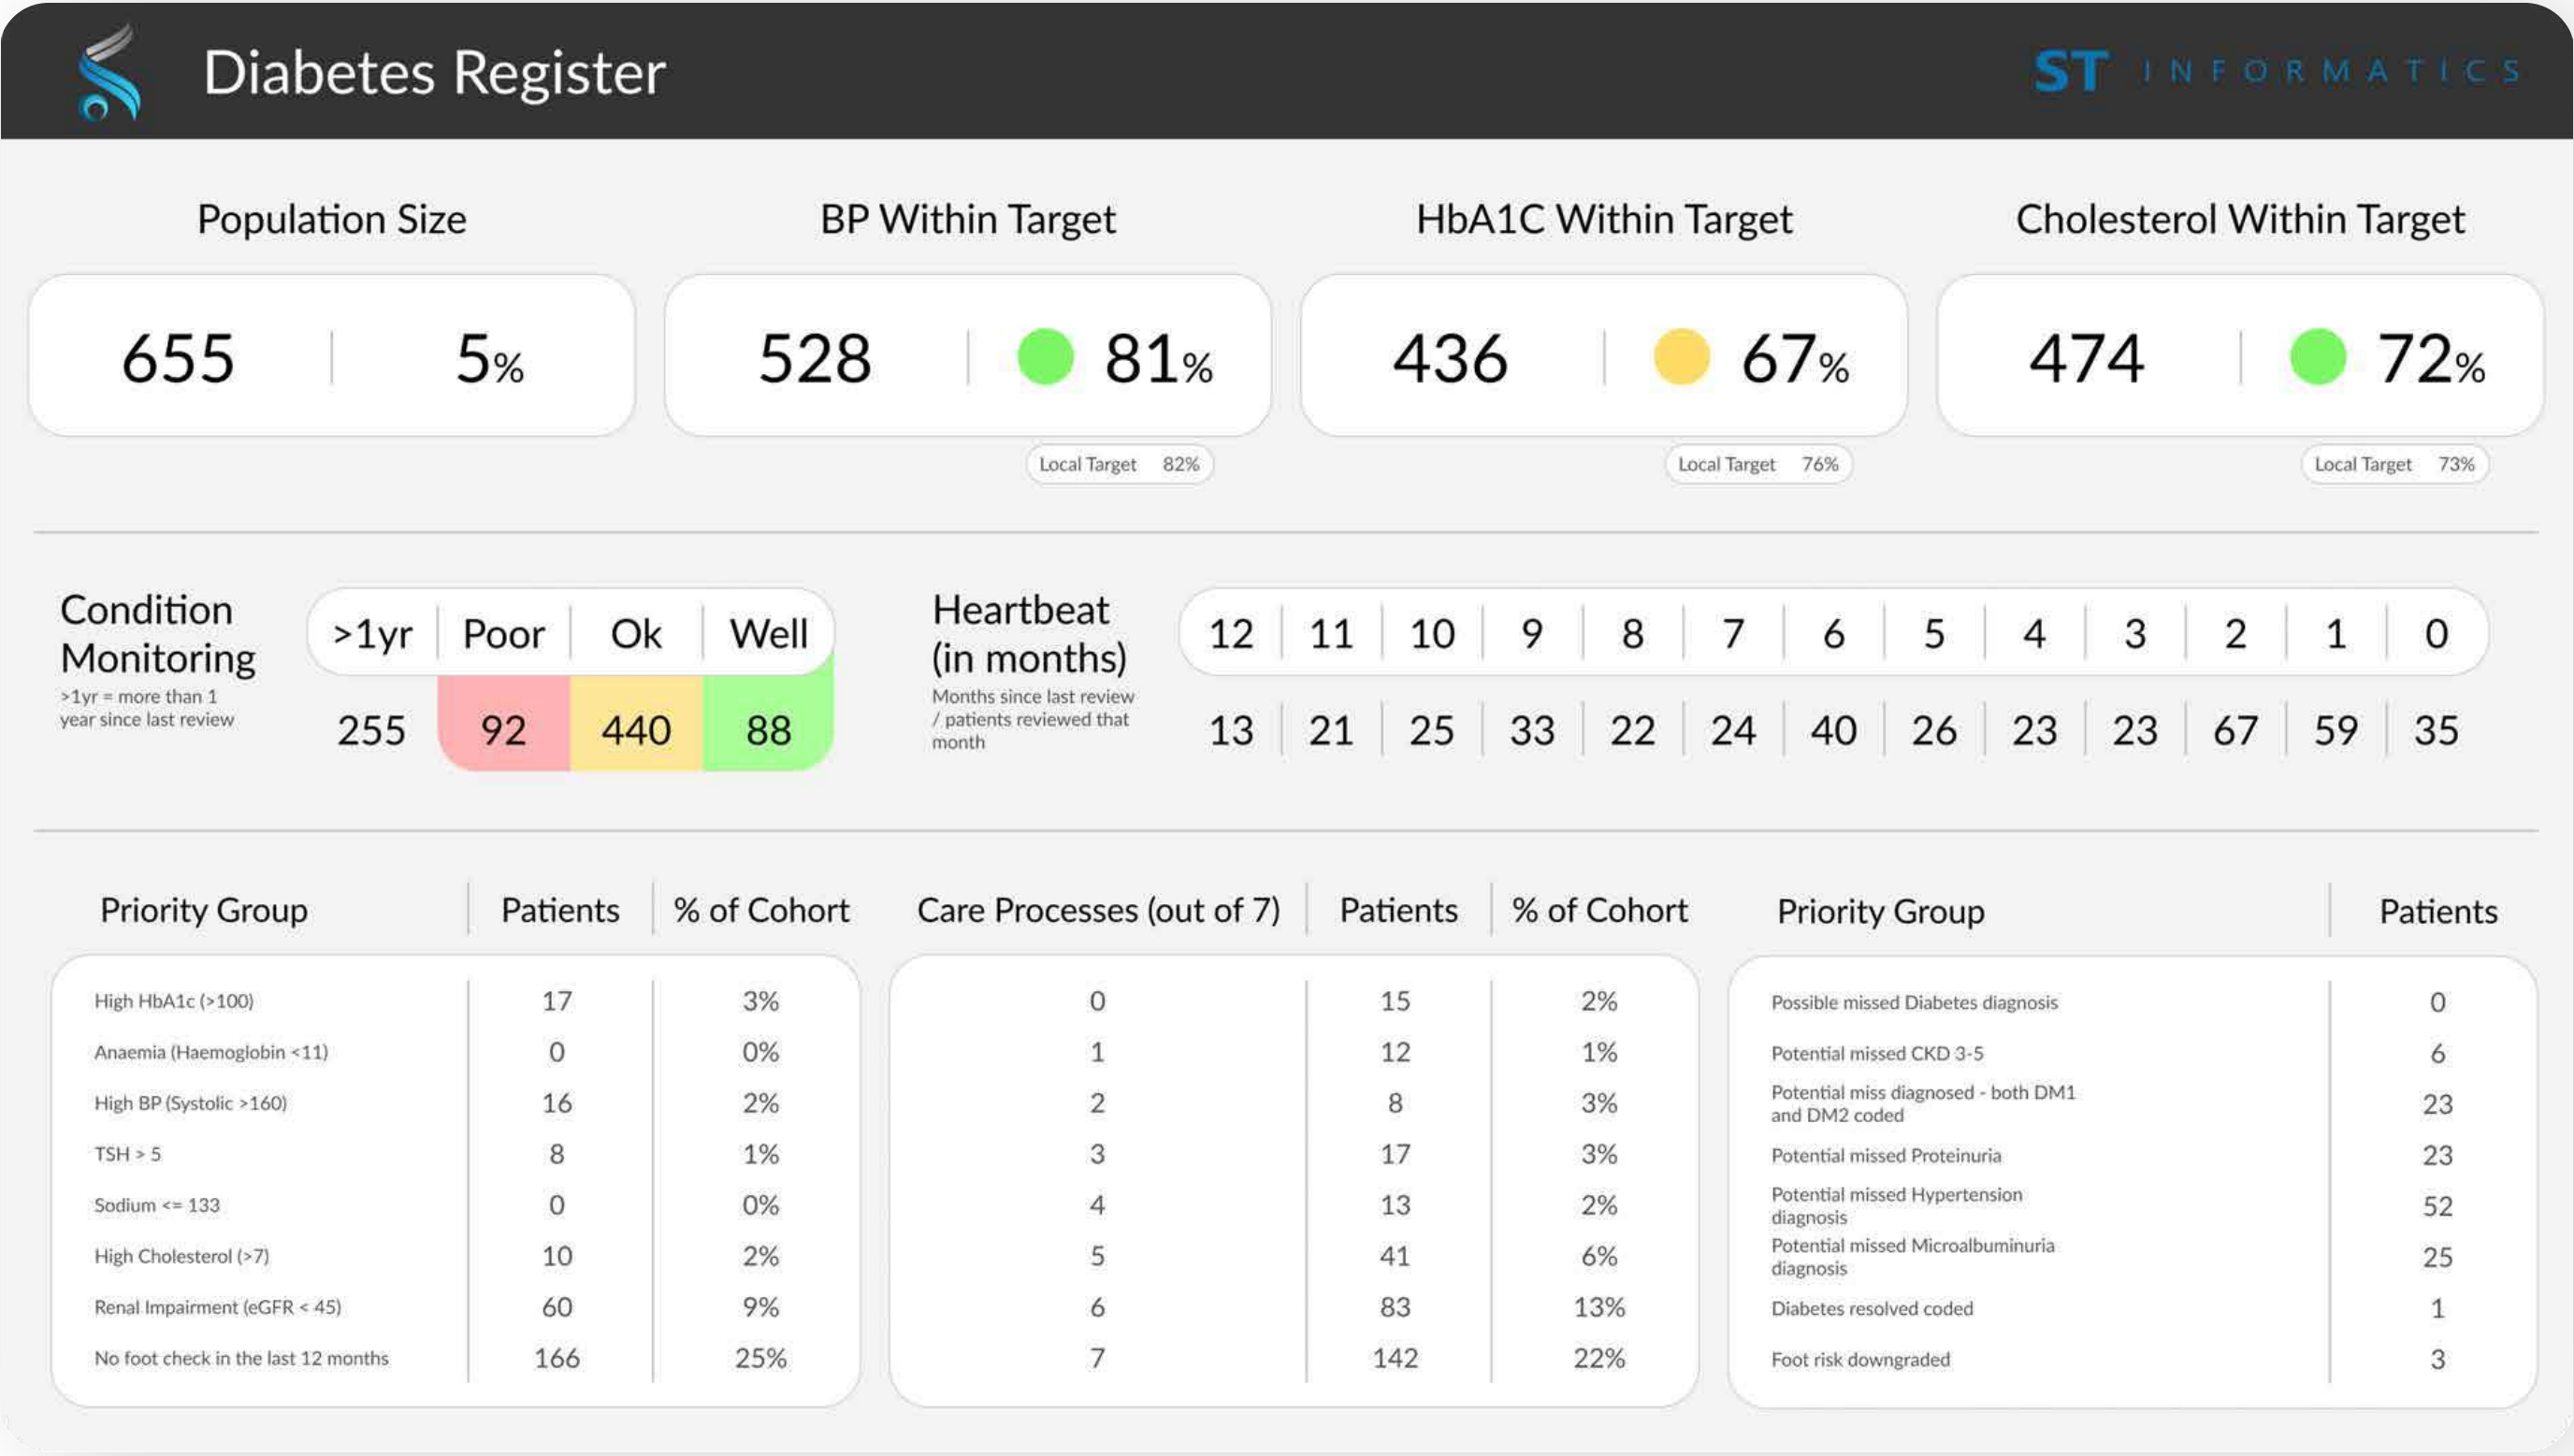 Diabetes Register
ST INFORMATICS
Population Size
BP Within Target
HbA1C Within Target
Cholesterol Within Target
655 5%
528 81%
436 67%
474 72%
Local Target 82%
Local Target 76%
Local Target 73%
Condition
Monitoring
>1yr = more than 1
year since last review
>1yr Poor Ok Well
255 92 440 88
Heartbeat
(in months)
Months since last review
/ patients reviewed that
month
12 11 10 9 8 7 6 5 4 3 2 1 0
13 21 25 33 22 24 40 26 23 23 67 59 35
Priority Group Patients % of Cohort
High HbA1c (>100) 17 3%
Anaemia (Haemoglobin <11) 0 0%
High BP (Systolic >160) 16 2%
TSH > 5 8 1%
Sodium <= 133 0 0%
High Cholesterol (>7) 10 2%
Renal Impairment (eGFR < 45) 60 9%
No foot check in the last 12 months 166 25%
Care Processes (out of 7) Patients % of Cohort
0 15 2%
1 12 1%
2 8 3%
3 17 3%
4 13 2%
5 41 6%
6 83 13%
7 142 22%
Priority Group Patients
Possible missed Diabetes diagnosis 0
Potential missed CKD 3-5 6
Potential miss diagnosed - both DM1
and DM2 coded 23
Potential missed Proteinuria 23
Potential missed Hypertension
diagnosis 52
Potential missed Microalbuminuria
diagnosis 25
Diabetes resolved coded 1
Foot risk downgraded 3